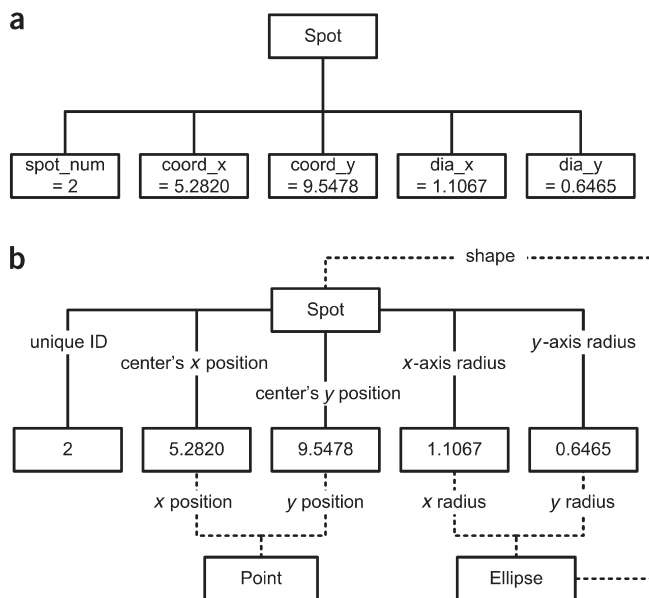 a
Spot
spot_num
= 2
coord_x
= 5.2820
coord_y
= 9.5478
dia_x
= 1.1067
dia_y
= 0.6465
b
shape
Spot
unique ID
center's x position
center's y position
x-axis radius
y-axis radius
2
5.2820
9.5478
1.1067
0.6465
x position
y position
x radius
y radius
Point
Ellipse